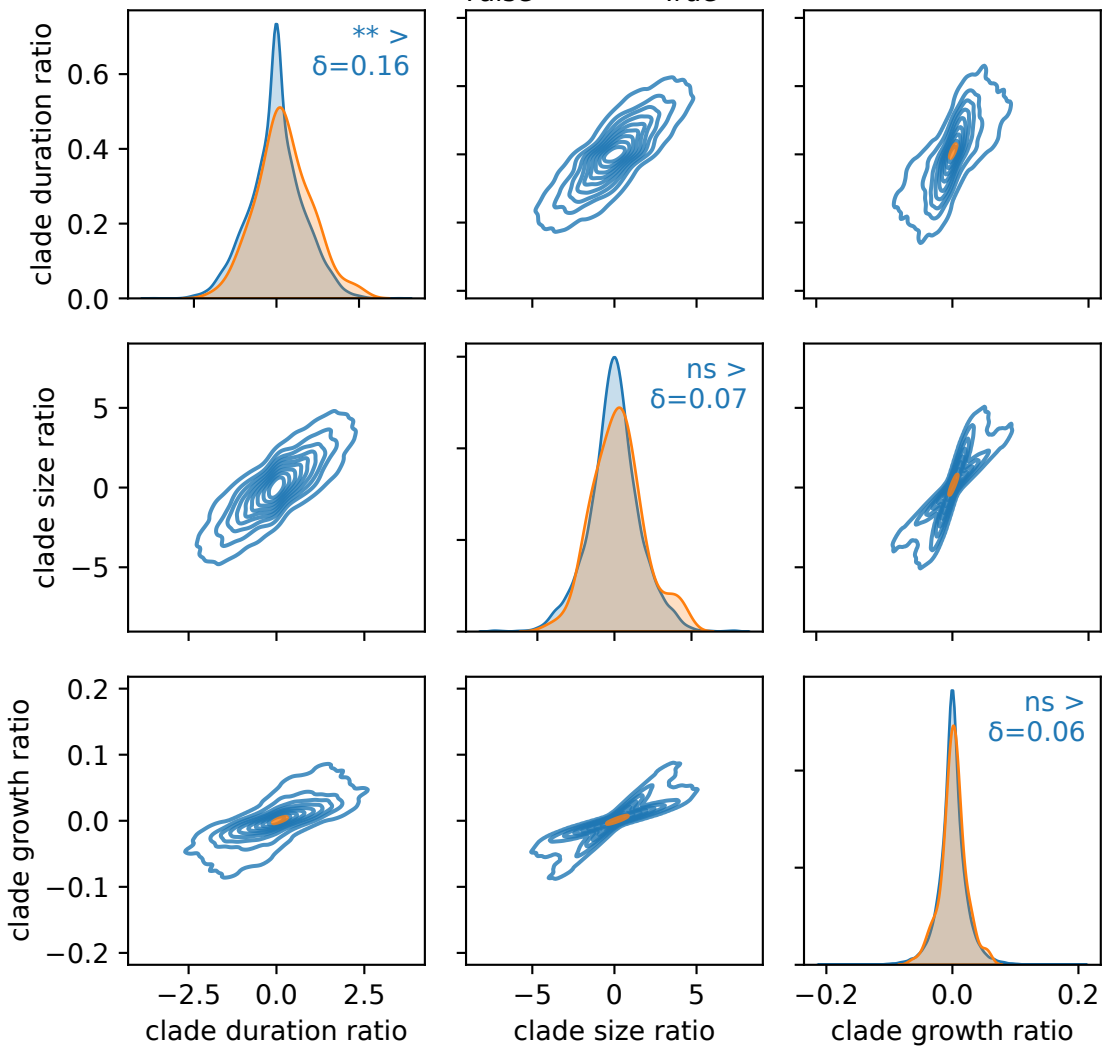 clade duration ratio
0.6
0.4
0.2
0.0
** >
δ=0.16
clade size ratio
5
0
−5
ns >
δ=0.07
clade growth ratio
0.2
0.1
0.0
−0.1
−0.2
ns >
δ=0.06
−2.5 0.0 2.5
−5 0 5
−0.2 0.0 0.2
clade duration ratio
clade size ratio
clade growth ratio